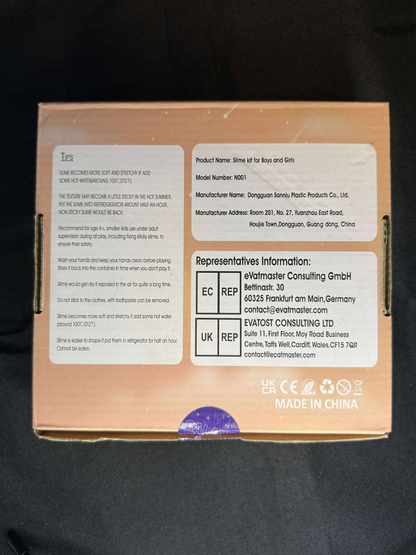 TIPS
SLIME BECOMES MORE SOFT AND STRETCHY IF ADD
SOME HOT WATER(AROUND 100℃/212℉).
THE TEXTURE MAY BECOME A LITTLE STICKY IN THE HOT SUMMER.
PUT THE SLIME INTO REFRIGERATOR AROUNT HALF AN HOUR,
NON STICKY SLIME WOULD BE BACK.
Recommend for age 6+, smaller kids use under adult
supervision during all play, including fang slday slime, to
ensure their safety.
Wash your hands and keep your hands clean before playing.
Store it back into the container in time when you don't play it.
Slime would get dry if exposed in the air for quite a long time.
Do not stick to the clothes, with toothpaste can be removed.
Slime becomes more soft and stretchy if add some hot water
(around 100℃/212℉).
Slime is easier to shape if put them in refrigerator for half an hour.
Cannot be eaten.
Product Name: Slime kit for Boys and Girls
Model Number: N001
Manufacturer Name: Dongguan Sanniu Plastic Products Co., Ltd.
Manufacturer Address: Room 201, No. 27, Yuanzhou East Road,
Houjie Town,Dongguan, Guang dong, China
Representatives Information:
EC REP
eVatmaster Consulting GmbH
Bettinastr. 30
60325 Frankfurt am Main,Germany
contact@evatmaster.com
UK REP
EVATOST CONSULTING LTD
Suite 11, First Floor, Moy Road Business
Centre,Taffs Well,Cardiff, Wales,CF15 7QR
contact@ecatmaster.com
UK CA CE
MADE IN CHINA